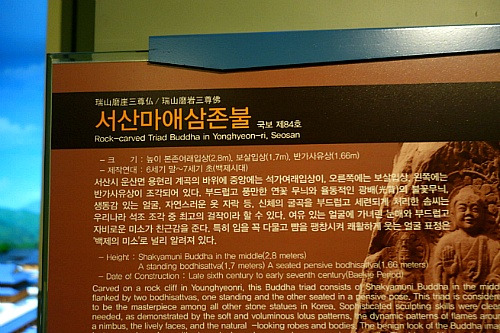 瑞山磨崖三尊仏 / 瑞山磨岩三尊佛
서산마애삼존불 국보 제84호
Rock-carved Triad Buddha in Yonghyeon-ri, Seosan
- 크 기 : 높이 본존여래입상(2.8m), 보살입상(1.7m), 반가사유상(1.66m)
- 제작연대 : 6세기 말~7세기 초(백제시대)
서산시 운산면 용현리 계곡의 바위에 중앙에는 석가여래입상이, 오른쪽에는 보살입상, 왼쪽에는
반가사유상이 조각되어 있다. 부드럽고 풍만한 연꽃 무늬와 율동적인 광배(光背)의 불꽃무늬,
생동감 있는 얼굴, 자연스러운 옷 자락 등, 신체의 굴곡을 부드럽고 세련되게 처리한 솜씨는
우리나라 석조 조각 중 최고의 걸작이라 할 수 있다. 여유 있는 얼굴에 가녀린 눈매와 부드럽고
자비로운 미소가 친근감을 준다. 특히 입을 꼭 다물고 뺨을 팽창시켜 쾌활하게 웃는 얼굴 표정은
'백제의 미소'로 널리 알려져 있다.
- Height : Shakyamuni Buddha in the middle(2.8 meters)
A standing bodhisattva(1.7 meters) A seated pensive bodhisattva(1.66 meters)
- Date of Construction : Late sixth century to early seventh century(Baekje Period)
Carved on a rock cliff in Yonghyeon-ri, this Buddha triad consists of Shakyamuni Buddha in the middle
flanked by two bodhisattvas, one standing and the other seated in a pensive pose. This triad is considered
to be the masterpiece among all other stone statues in Korea. Sophisticated sculpting skills were clear
needed, as demonstrated by the soft and voluminous lotus patterns, the dynamic patterns of flames around
a nimbus, the lively faces, and the natural -looking robes and bodies. The benign look of the Buddha